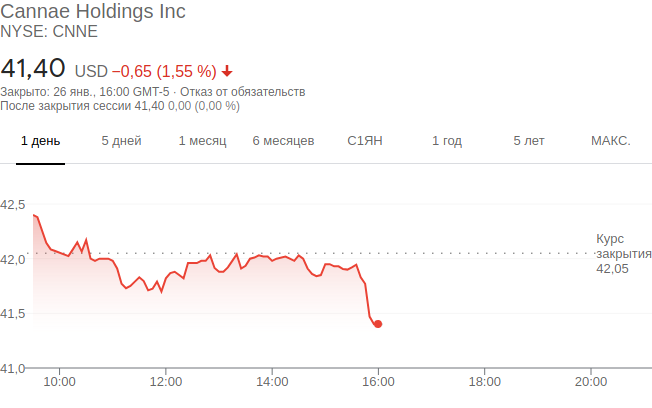 Cannae Holdings Inc
NYSE: CNNE
41,40 USD −0,65 (1,55 %)
Закрыто: 26 янв., 16:00 GMT-5 · Отказ от обязательств
После закрытия сессии 41,40 0,00 (0,00 %)
1 день 5 дней 1 месяц 6 месяцев С1ЯН 1 год 5 лет МАКС.
42,5
Курс
закрытия
42,05
42,0
41,5
41,0
10:00 12:00 14:00 16:00 18:00 20:00